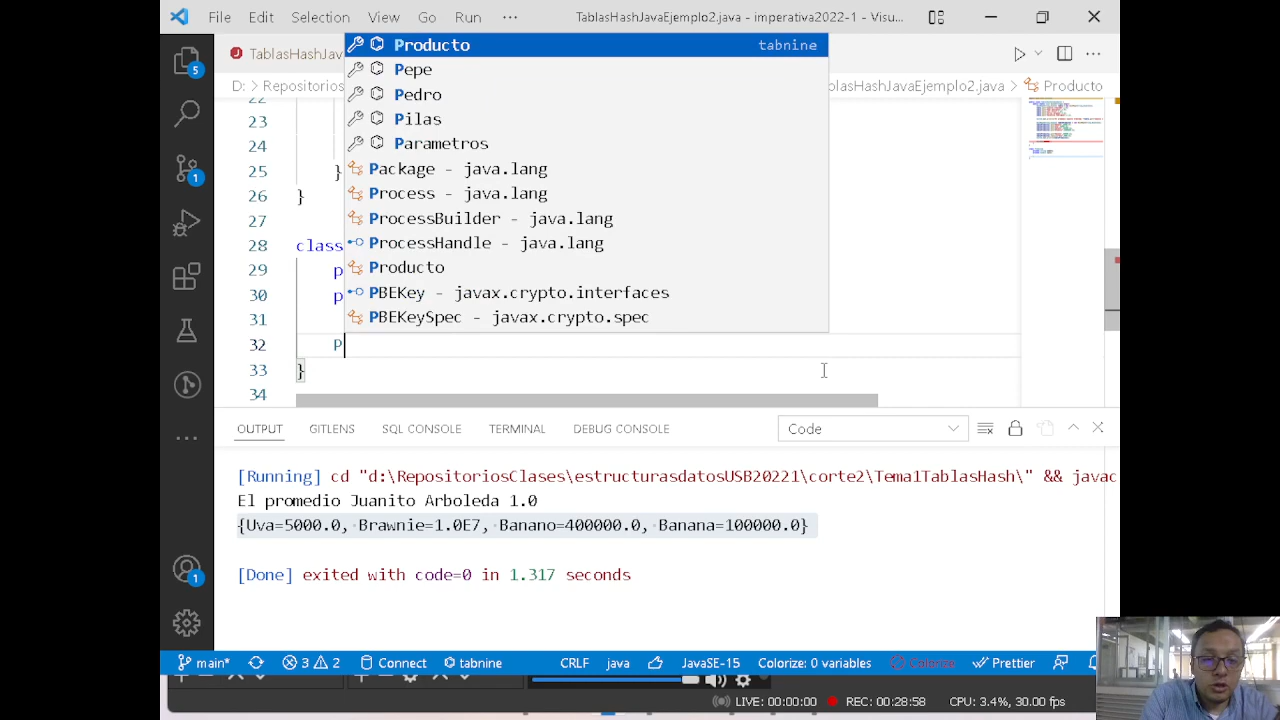 File Edit Selection View Go Run ··· TablasHashJavaEjemplo2.java - imperativa2022-1 - Visu...
TablasHashJav
D: > Repositorios
blasHashJavaEjemplo2.java > Producto
5
1
1
Producto tabnine
Pepe
Pedro
Pilas
Parametros
Package - java.lang
Process - java.lang
ProcessBuilder - java.lang
ProcessHandle - java.lang
Producto
PBEKey - javax.crypto.interfaces
PBEKeySpec - javax.crypto.spec
22
23
24
25 }
26 }
27
28 class
29 p
30 p
31
32 P
33 }
34
OUTPUT GITLENS SQL CONSOLE TERMINAL DEBUG CONSOLE Code
[Running] cd "d:\RepositoriosClases\estructurasdatosUSB20221\corte2\Tema1TablasHash\" && javac
El promedio Juanito Arboleda 1.0
{Uva=5000.0, Brawnie=1.0E7, Banano=400000.0, Banana=100000.0}
[Done] exited with code=0 in 1.317 seconds
main* 3 2 Connect tabnine CRLF java JavaSE-15 Colorize: 0 variables Colorize Prettier
LIVE: 00:00:00 REC: 00:28:58 CPU: 3.4%, 30.00 fps